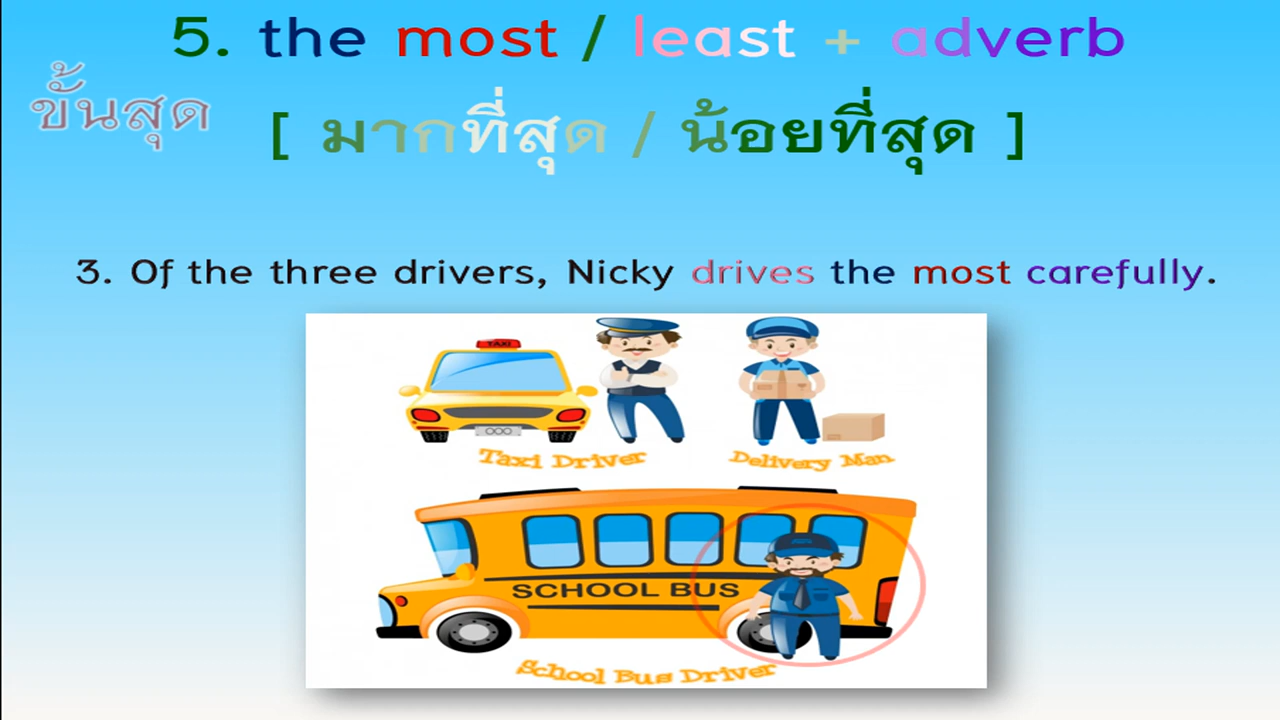 5. the most / least + adverb
ขั้นสุด
[ มากที่สุด / น้อยที่สุด ]
3. Of the three drivers, Nicky drives the most carefully.
TAXI
Taxi Driver
Delivery Man
SCHOOL BUS
School Bus Driver